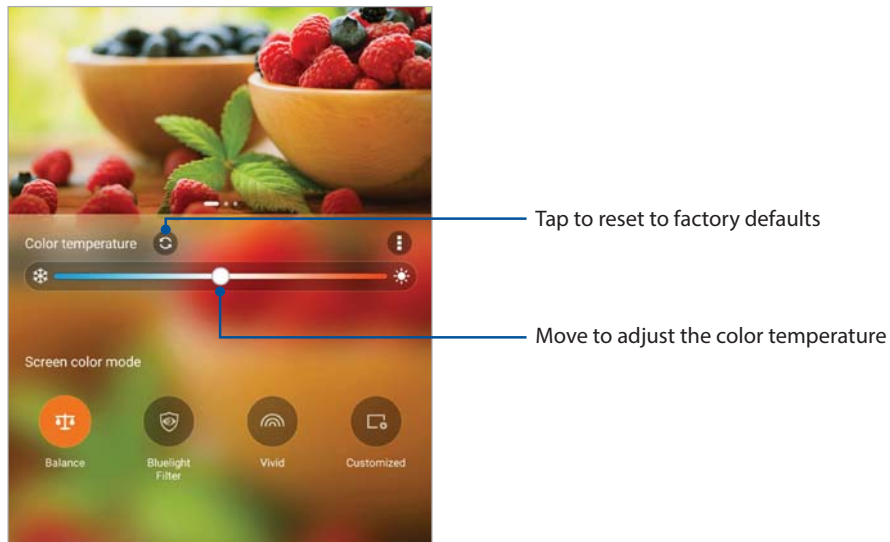 Tap to reset to factory defaults
Color temperature
Move to adjust the color temperature
Screen color mode
Balance
Bluelight
Filter
Vivid
Customized